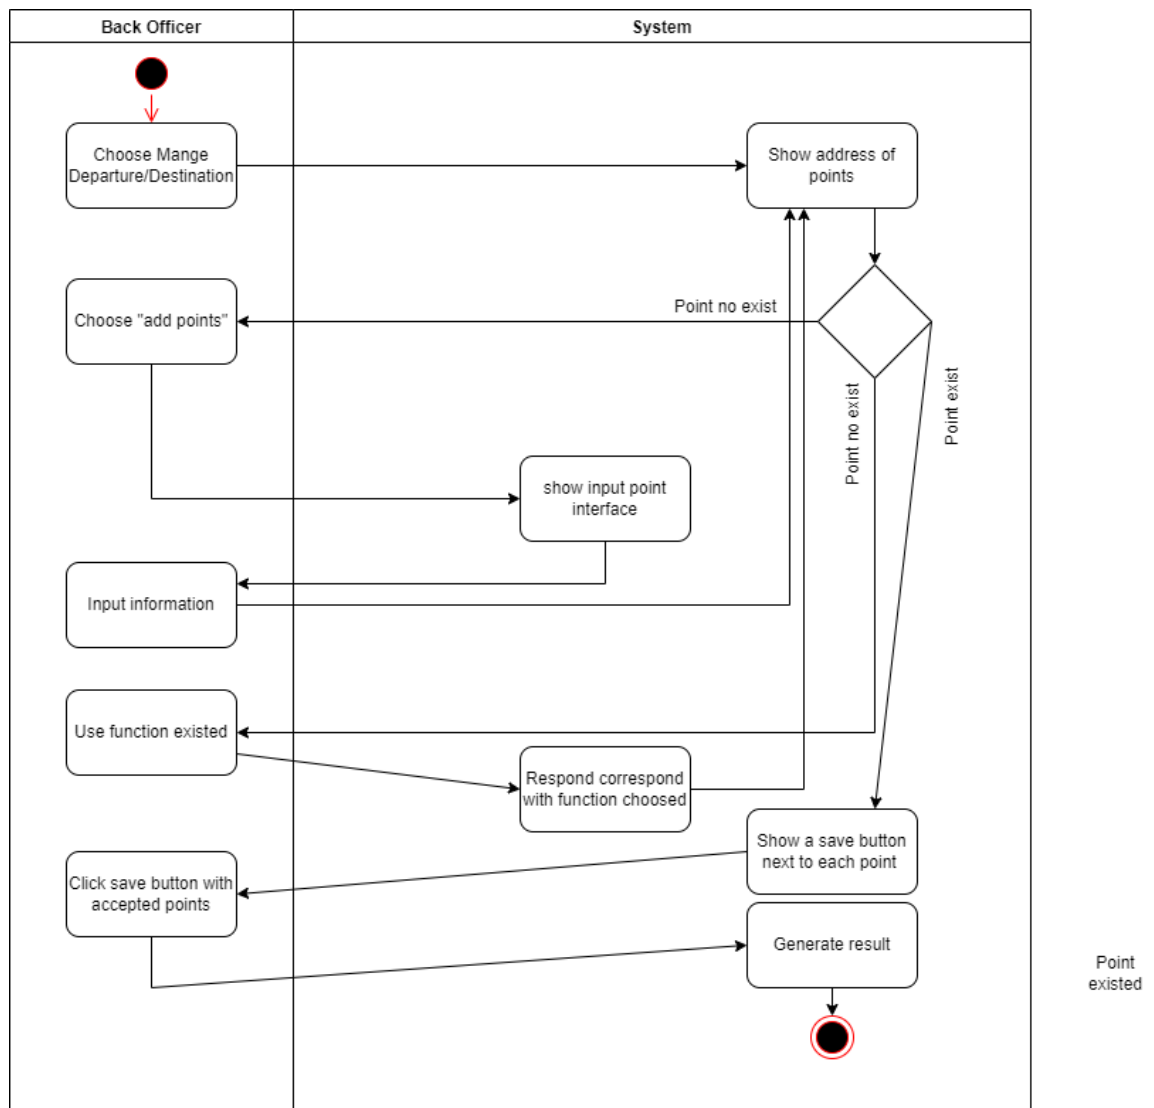 Back Officer
System
Choose Mange
Departure/Destination
Show address of
points
Point no exist
Choose "add points"
Point no exist
Point exist
show input point
interface
Input information
Use function existed
Respond correspond
with function choosed
Show a save button
next to each point
Click save button with
accepted points
Generate result
Point
existed